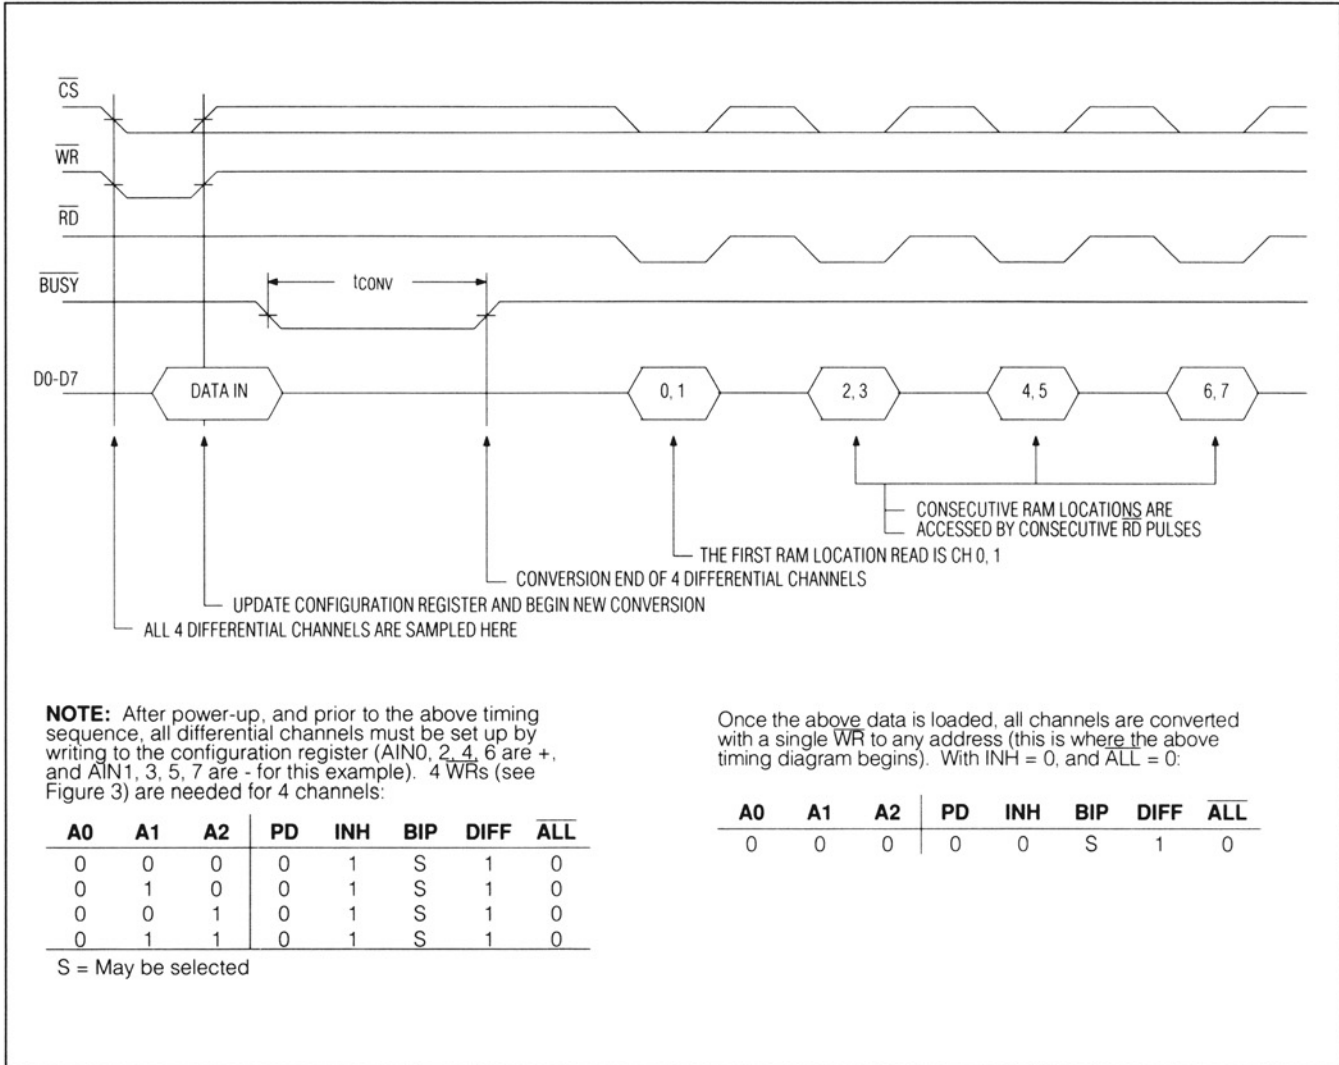 CS
WR
RD
BUSY
tCONV
D0-D7
DATA IN
0, 1
2, 3
4, 5
6, 7
CONSECUTIVE RAM LOCATIONS ARE
ACCESSED BY CONSECUTIVE RD PULSES
THE FIRST RAM LOCATION READ IS CH 0, 1
CONVERSION END OF 4 DIFFERENTIAL CHANNELS
UPDATE CONFIGURATION REGISTER AND BEGIN NEW CONVERSION
ALL 4 DIFFERENTIAL CHANNELS ARE SAMPLED HERE
NOTE: After power-up, and prior to the above timing
sequence, all differential channels must be set up by
writing to the configuration register (AIN0, 2, 4, 6 are +,
and AIN1, 3, 5, 7 are - for this example). 4 WRs (see
Figure 3) are needed for 4 channels:
A0 A1 A2 PD INH BIP DIFF ALL
0 0 0 0 1 S 1 0
0 1 0 0 1 S 1 0
0 0 1 0 1 S 1 0
0 1 1 0 1 S 1 0
S = May be selected
Once the above data is loaded, all channels are converted
with a single WR to any address (this is where the above
timing diagram begins). With INH = 0, and ALL = 0:
A0 A1 A2 PD INH BIP DIFF ALL
0 0 0 0 0 S 1 0